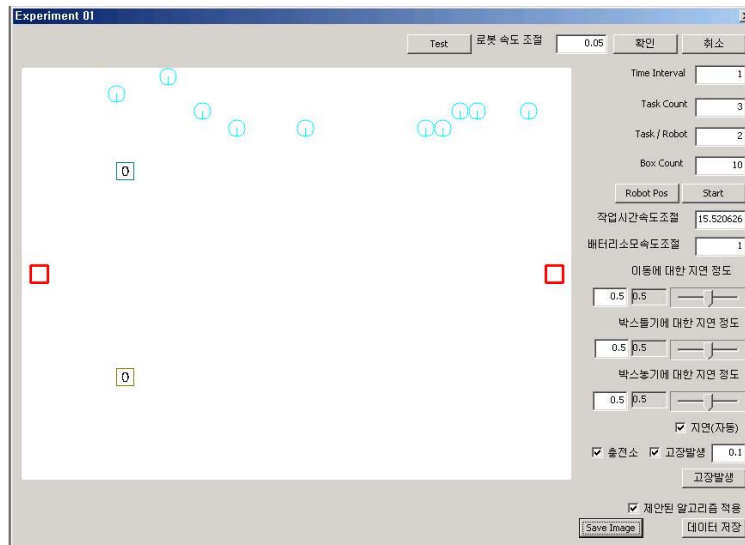 Experiment 01
Test 로봇 속도 조절 0.05 확인 취소
Time Interval 1
Task Count 3
Task / Robot 2
Box Count 10
Robot Pos Start
작업시간속도조절 15.520626
배터리소모속도조절 1
이동에 대한 지연 정도
0.5 0.5
박스들기에 대한 지연 정도
0.5 0.5
박스놓기에 대한 지연 정도
0.5 0.5
지연(자동)
충전소 고장발생 0.1
고장발생
제안된 알고리즘 적용
Save Image 데이터 저장
0
0